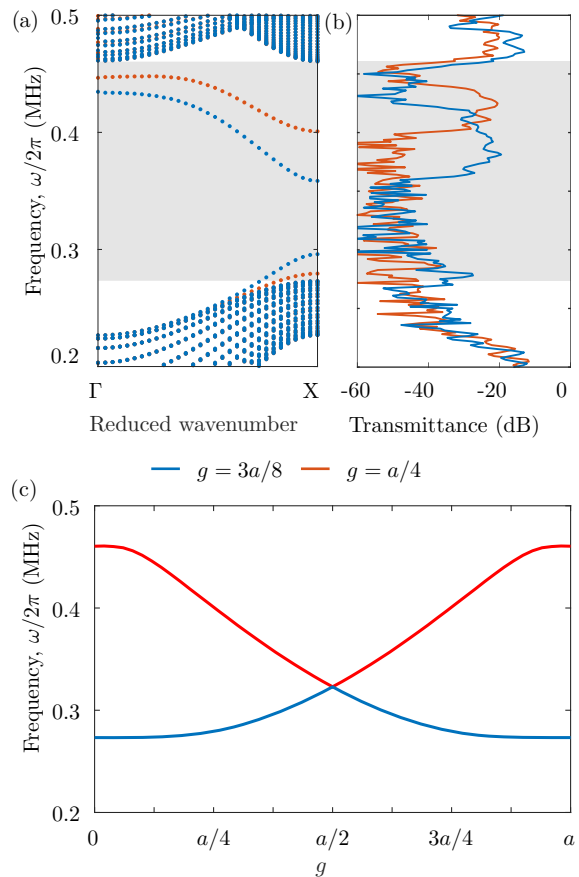 (a)
(b)
0.5
0.4
0.3
0.2
Frequency, ω/2π (MHz)
Γ
X
-60
-40
-20
0
Reduced wavenumber
Transmittance (dB)
g = 3a/8
g = a/4
(c)
0.5
0.4
0.3
0.2
Frequency, ω/2π (MHz)
0
a/4
a/2
3a/4
a
g